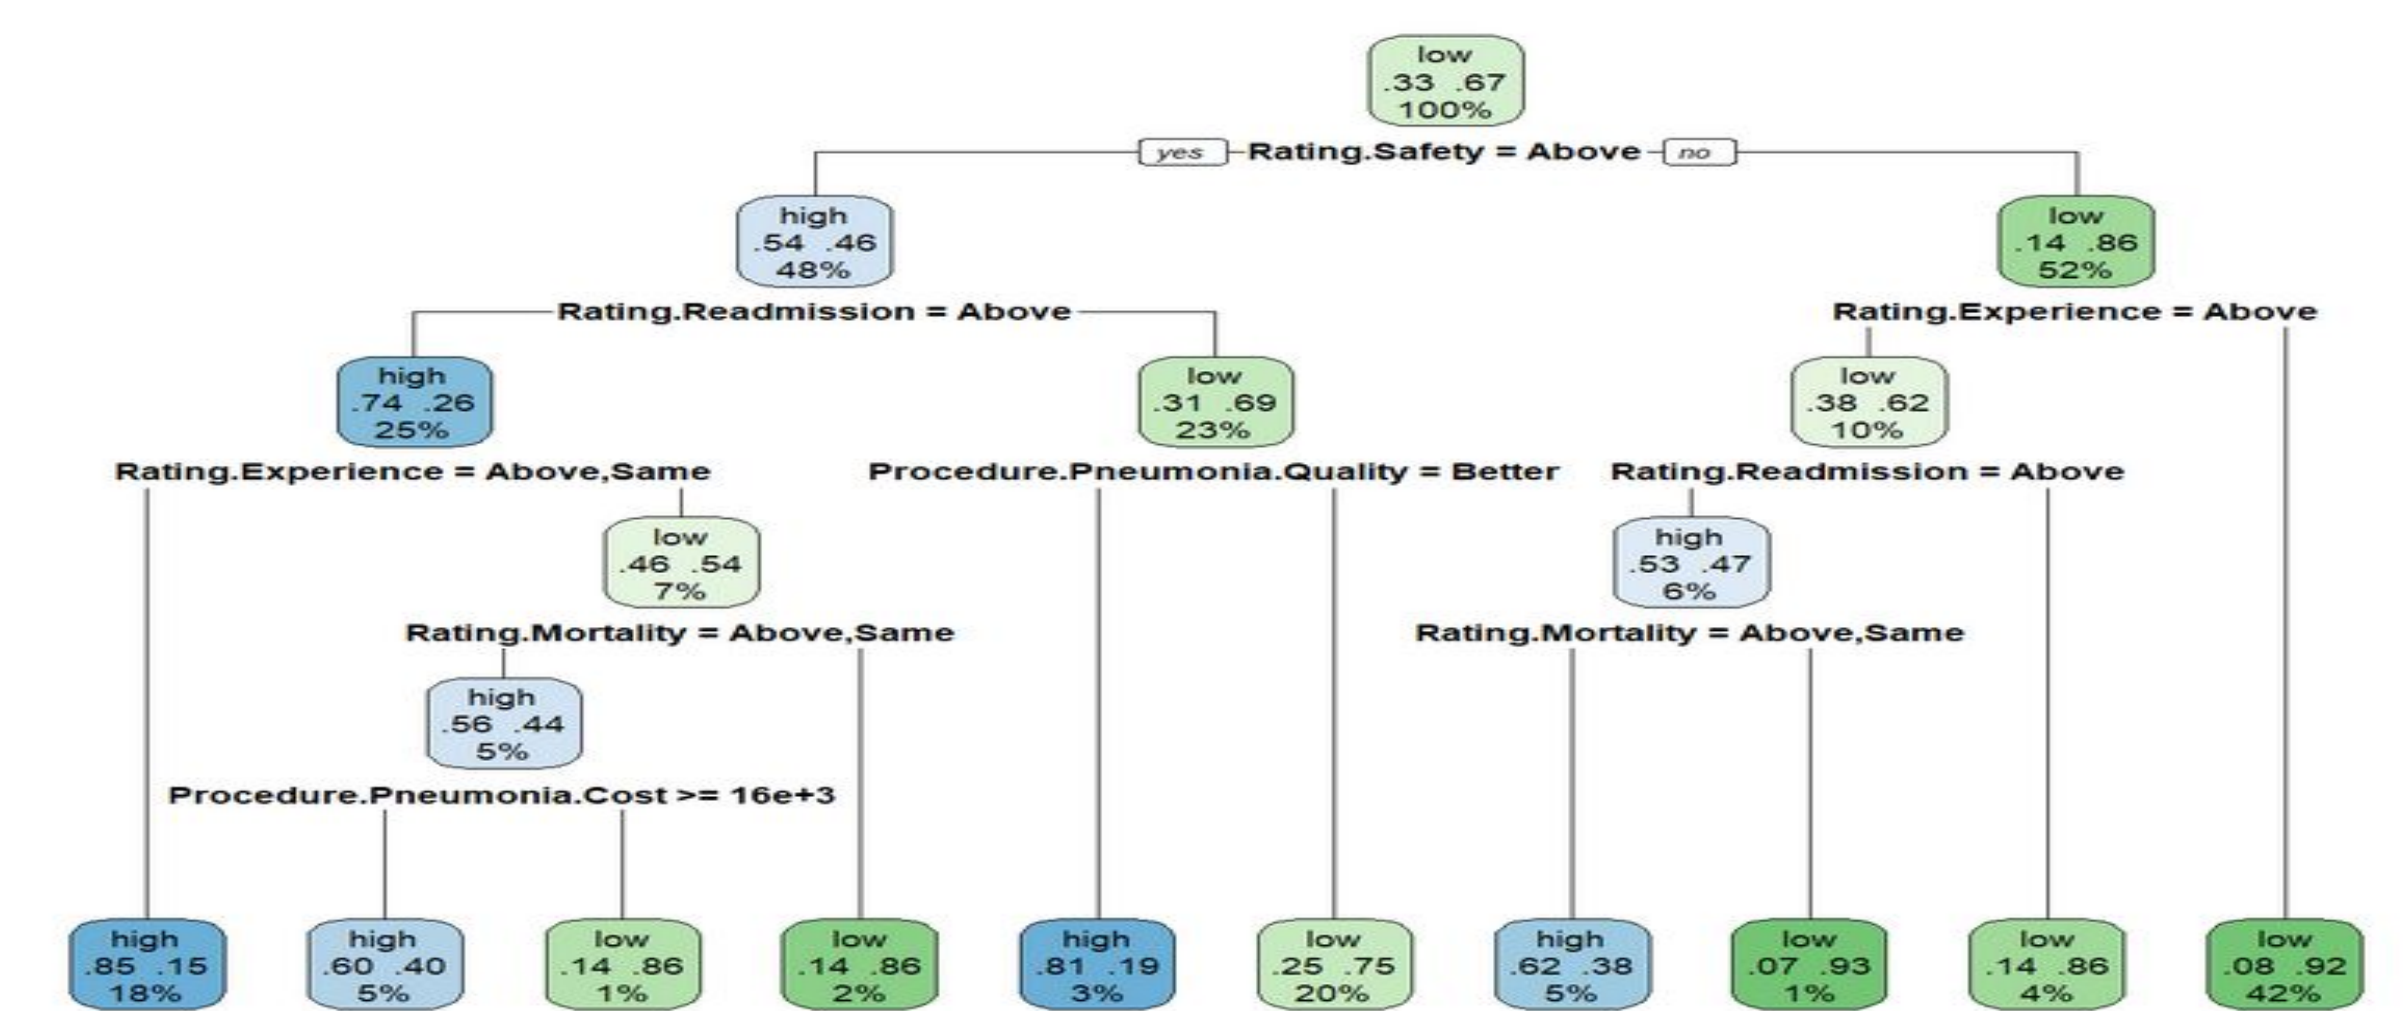 low
.33 .67
100%
yes Rating.Safety = Above no
high
.54 .46
48%
low
.14 .86
52%
Rating.Readmission = Above
Rating.Experience = Above
high
.74 .26
25%
low
.31 .69
23%
low
.38 .62
10%
Rating.Experience = Above,Same
Procedure.Pneumonia.Quality = Better
Rating.Readmission = Above
low
.46 .54
7%
high
.53 .47
6%
Rating.Mortality = Above,Same
Rating.Mortality = Above,Same
high
.56 .44
5%
Procedure.Pneumonia.Cost >= 16e+3
high
.85 .15
18%
high
.60 .40
5%
low
.14 .86
1%
low
.14 .86
2%
high
.81 .19
3%
low
.25 .75
20%
high
.62 .38
5%
low
.07 .93
1%
low
.14 .86
4%
low
.08 .92
42%